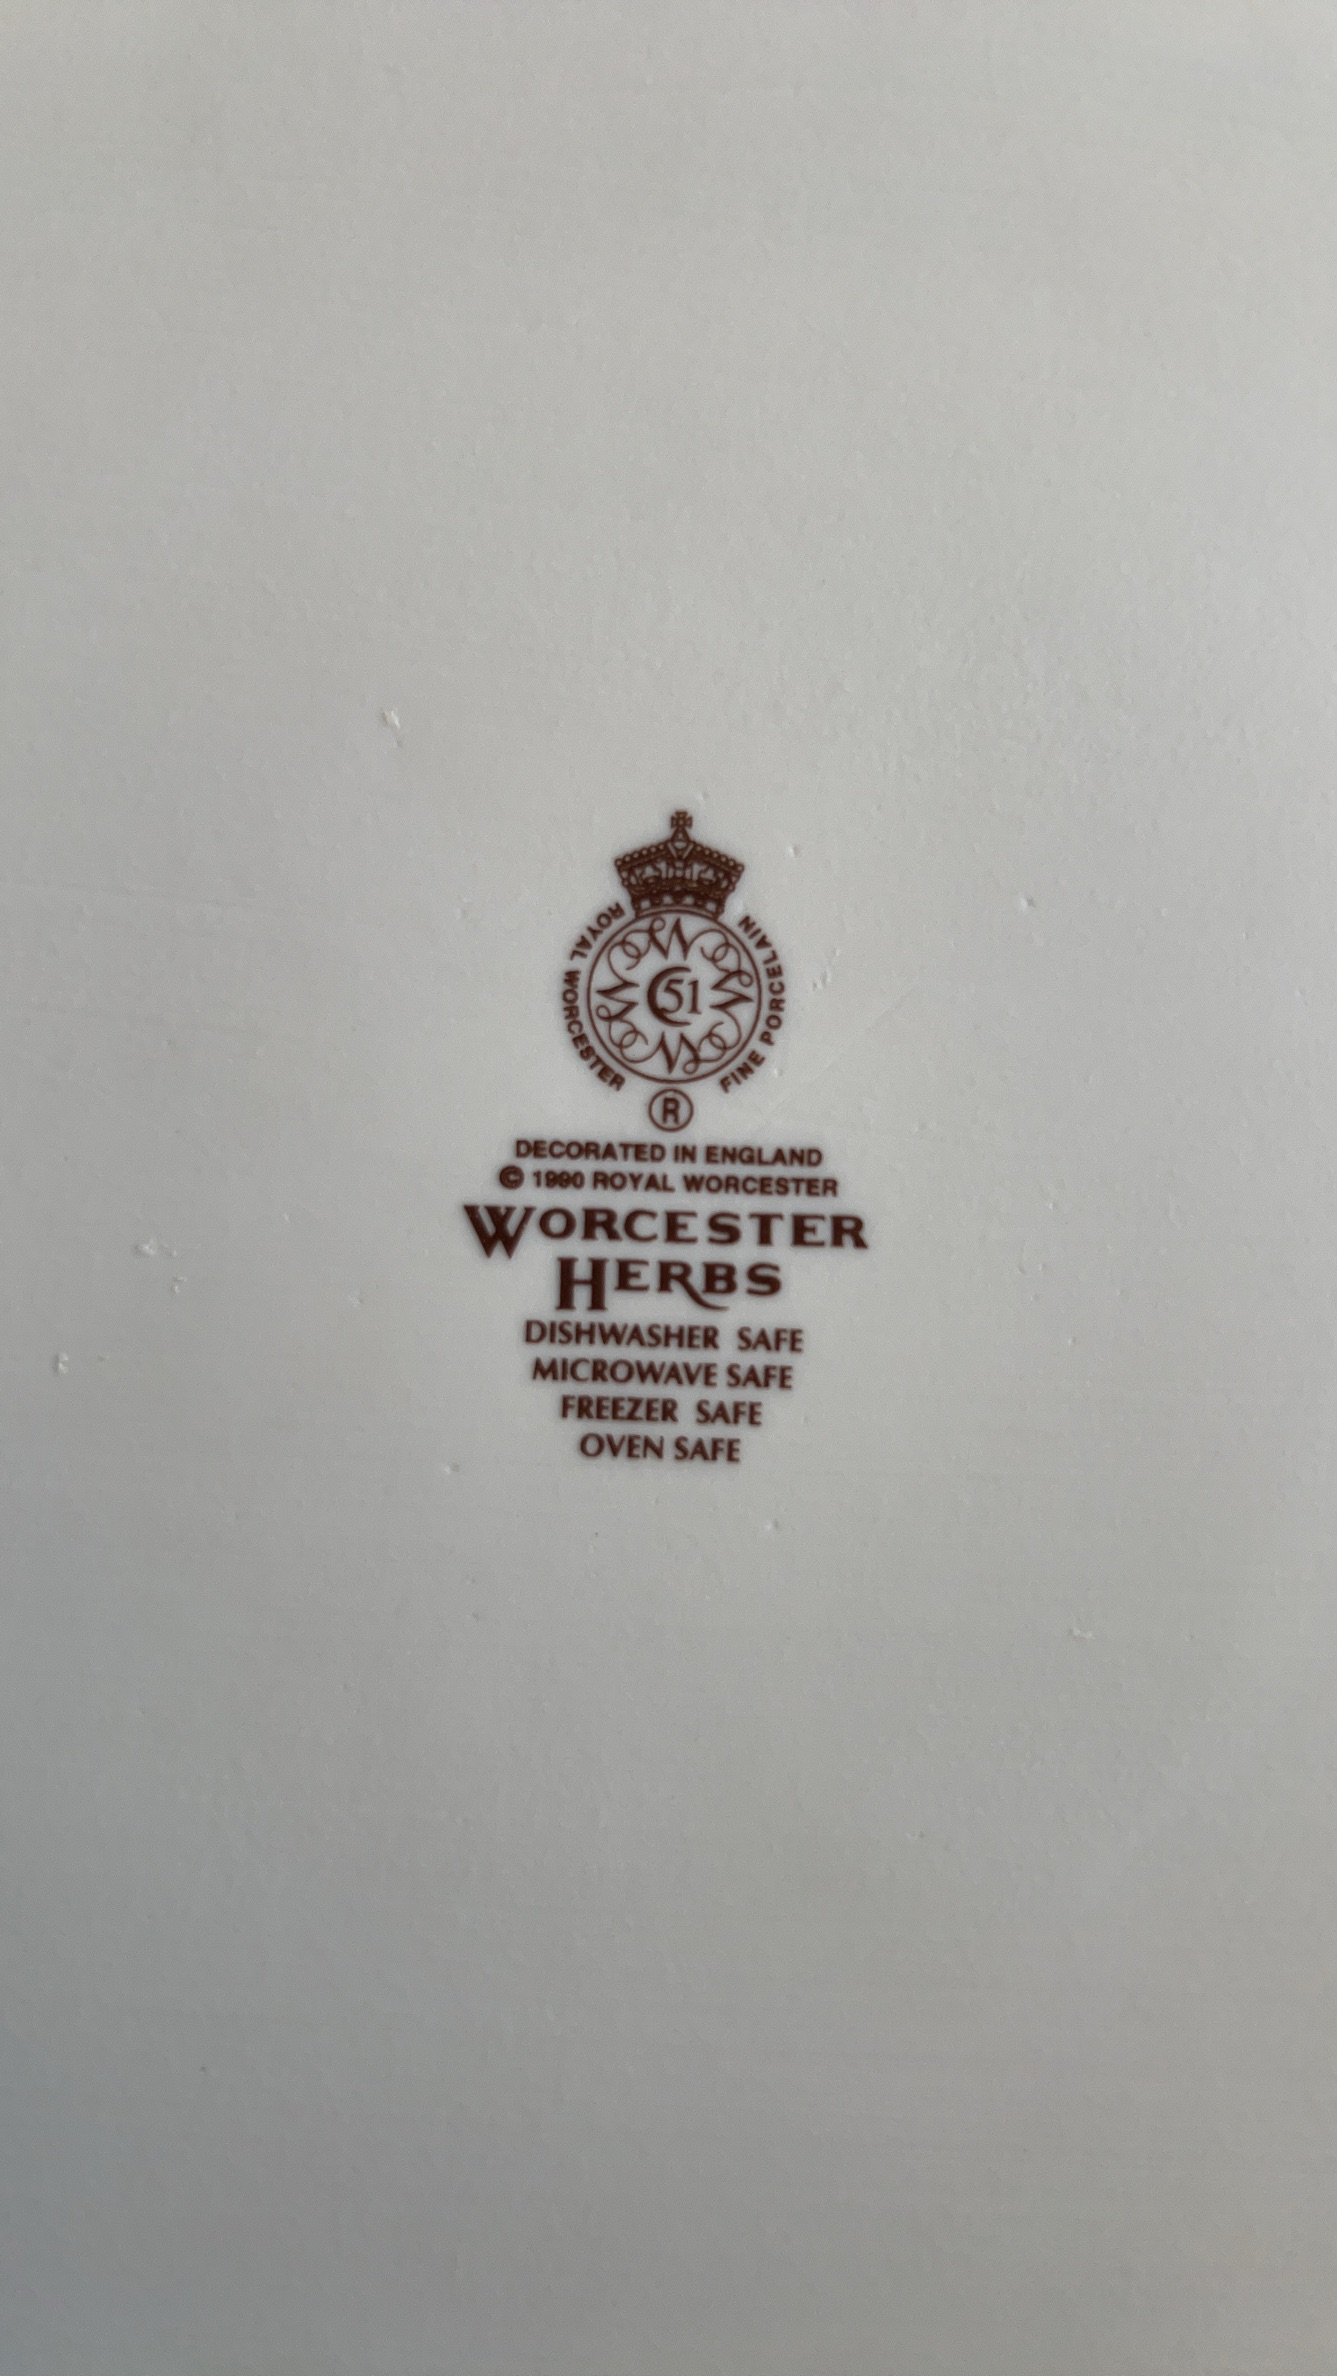 ROYAL WORCESTER
FINE PORCELAIN
51
®
DECORATED IN ENGLAND
© 1990 ROYAL WORCESTER
WORCESTER
HERBS
DISHWASHER SAFE
MICROWAVE SAFE
FREEZER SAFE
OVEN SAFE